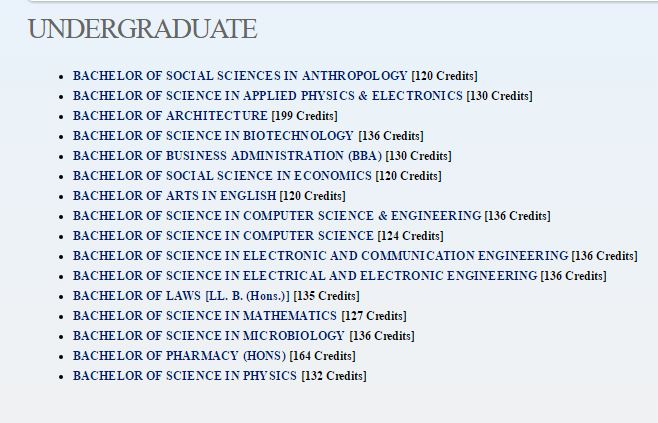 UNDERGRADUATE
BACHELOR OF SOCIAL SCIENCES IN ANTHROPOLOGY [120 Credits]
BACHELOR OF SCIENCE IN APPLIED PHYSICS & ELECTRONICS [130 Credits]
BACHELOR OF ARCHITECTURE [199 Credits]
BACHELOR OF SCIENCE IN BIOTECHNOLOGY [136 Credits]
BACHELOR OF BUSINESS ADMINISTRATION (BBA) [130 Credits]
BACHELOR OF SOCIAL SCIENCE IN ECONOMICS [120 Credits]
BACHELOR OF ARTS IN ENGLISH [120 Credits]
BACHELOR OF SCIENCE IN COMPUTER SCIENCE & ENGINEERING [136 Credits]
BACHELOR OF SCIENCE IN COMPUTER SCIENCE [124 Credits]
BACHELOR OF SCIENCE IN ELECTRONIC AND COMMUNICATION ENGINEERING [136 Credits]
BACHELOR OF SCIENCE IN ELECTRICAL AND ELECTRONIC ENGINEERING [136 Credits]
BACHELOR OF LAWS [LL. B. (Hons.)] [135 Credits]
BACHELOR OF SCIENCE IN MATHEMATICS [127 Credits]
BACHELOR OF SCIENCE IN MICROBIOLOGY [136 Credits]
BACHELOR OF PHARMACY (HONS) [164 Credits]
BACHELOR OF SCIENCE IN PHYSICS [132 Credits]